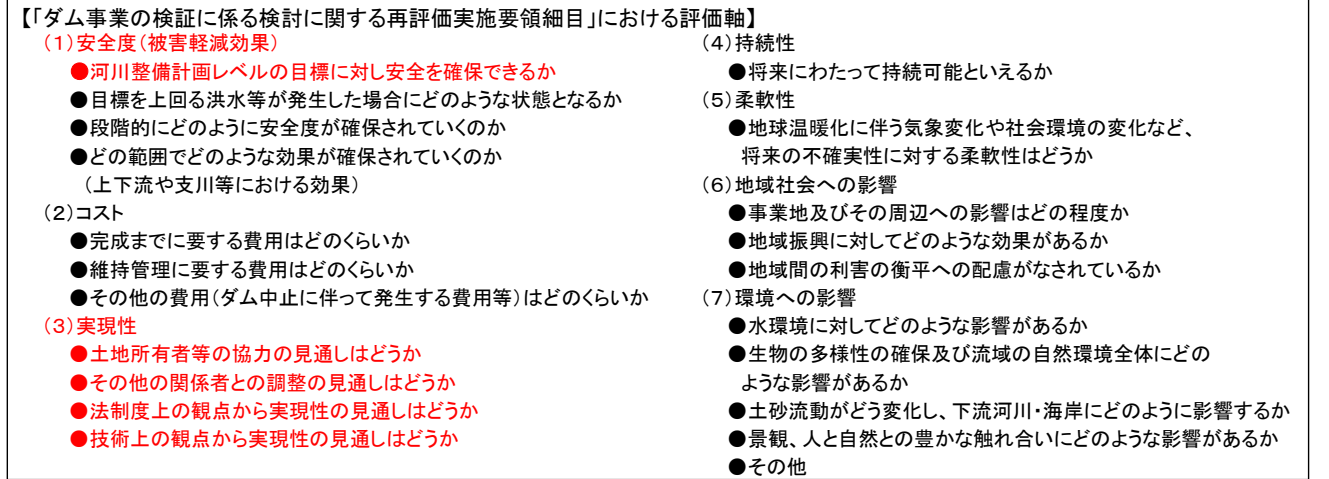 【「ダム事業の検証に係る検討に関する再評価実施要領細目」における評価軸】
(1)安全度(被害軽減効果)
●河川整備計画レベルの目標に対し安全を確保できるか
●目標を上回る洪水等が発生した場合にどのような状態となるか
●段階的にどのように安全度が確保されていくのか
●どの範囲でどのような効果が確保されていくのか
(上下流や支川等における効果)
(2)コスト
●完成までに要する費用はどのくらいか
●維持管理に要する費用はどのくらいか
●その他の費用(ダム中止に伴って発生する費用等)はどのくらいか
(3)実現性
●土地所有者等の協力の見通しはどうか
●その他の関係者との調整の見通しはどうか
●法制度上の観点から実現性の見通しはどうか
●技術上の観点から実現性の見通しはどうか
(4)持続性
●将来にわたって持続可能といえるか
(5)柔軟性
●地球温暖化に伴う気象変化や社会環境の変化など、
将来の不確実性に対する柔軟性はどうか
(6)地域社会への影響
●事業地及びその周辺への影響はどの程度か
●地域振興に対してどのような効果があるか
●地域間の利害の衡平への配慮がなされているか
(7)環境への影響
●水環境に対してどのような影響があるか
●生物の多様性の確保及び流域の自然環境全体にどの
ような影響があるか
●土砂流動がどう変化し、下流河川・海岸にどのように影響するか
●景観、人と自然との豊かな触れ合いにどのような影響があるか
●その他